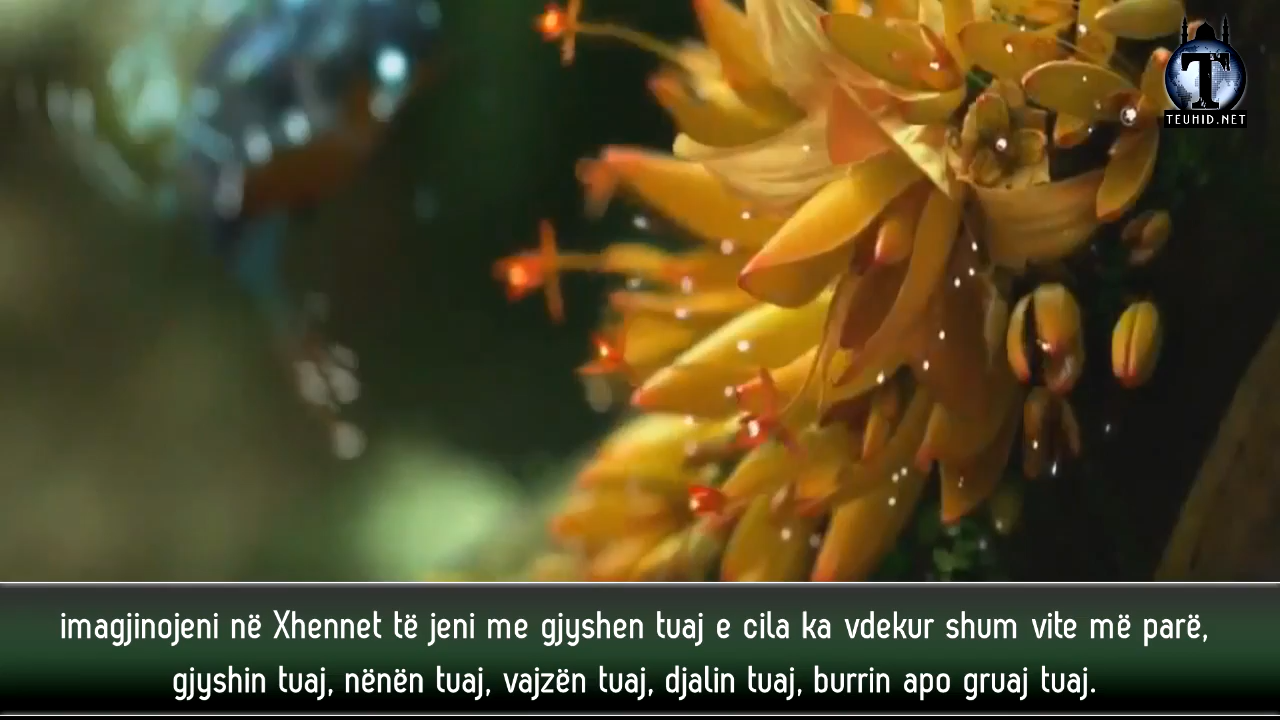 T
TEUHID.NET
imagjinojeni në Xhennet të jeni me gjyshen tuaj e cila ka vdekur shum vite më parë,
gjyshin tuaj, nënën tuaj, vajzën tuaj, djalin tuaj, burrin apo gruaj tuaj.